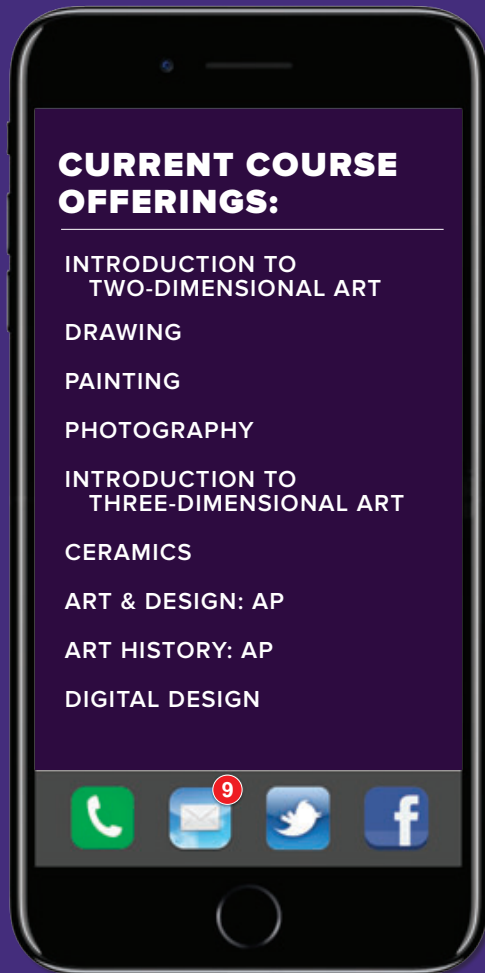 CURRENT COURSE
OFFERINGS:
INTRODUCTION TO
TWO-DIMENSIONAL ART
DRAWING
PAINTING
PHOTOGRAPHY
INTRODUCTION TO
THREE-DIMENSIONAL ART
CERAMICS
ART & DESIGN: AP
ART HISTORY: AP
DIGITAL DESIGN
9
f